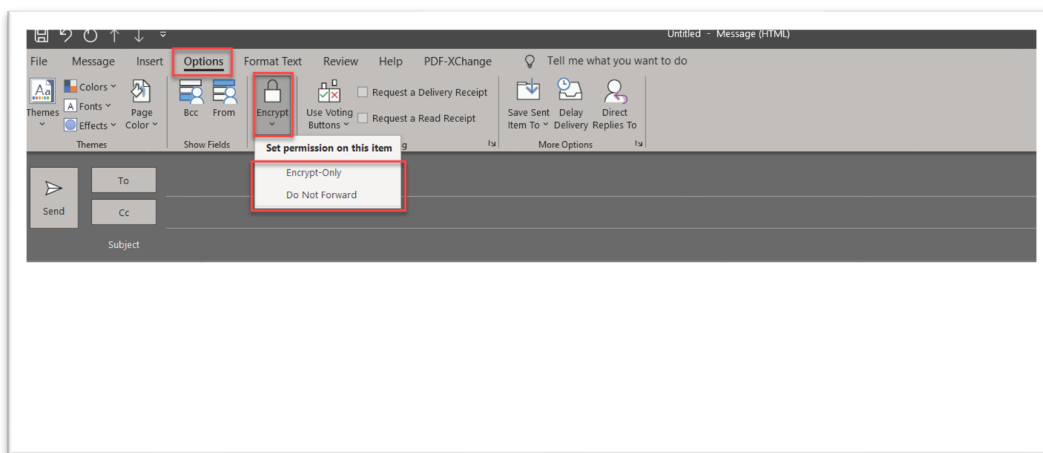 Untitled - Message (HTML)
File Message Insert Options Format Text Review Help PDF-XChange Tell me what you want to do
Themes
Colors
Fonts
Effects
Page Color
Themes
Bcc From
Show Fields
Encrypt
Use Voting Buttons
Request a Delivery Receipt
Request a Read Receipt
Save Sent Item To
Delay Delivery
Direct Replies To
More Options
Set permission on this item
Encrypt-Only
Do Not Forward
Send
To
Cc
Subject